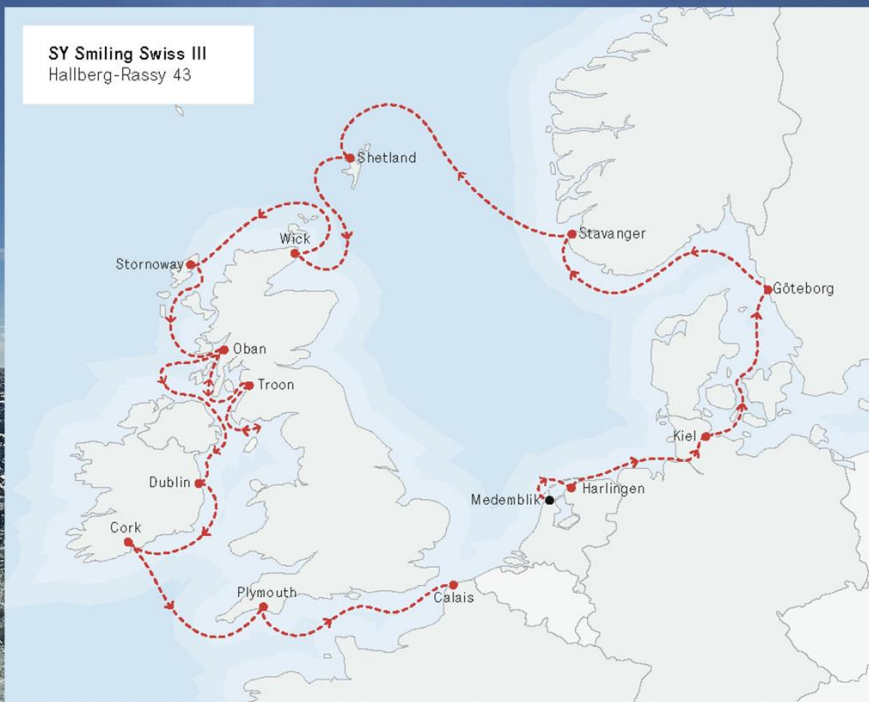 SY Smiling Swiss III
Hallberg-Rassy 43
Shetland
Stavanger
Wick
Stornoway
Göteborg
Oban
Troon
Kiel
Dublin
Harlingen
Medemblik
Cork
Plymouth
Calais